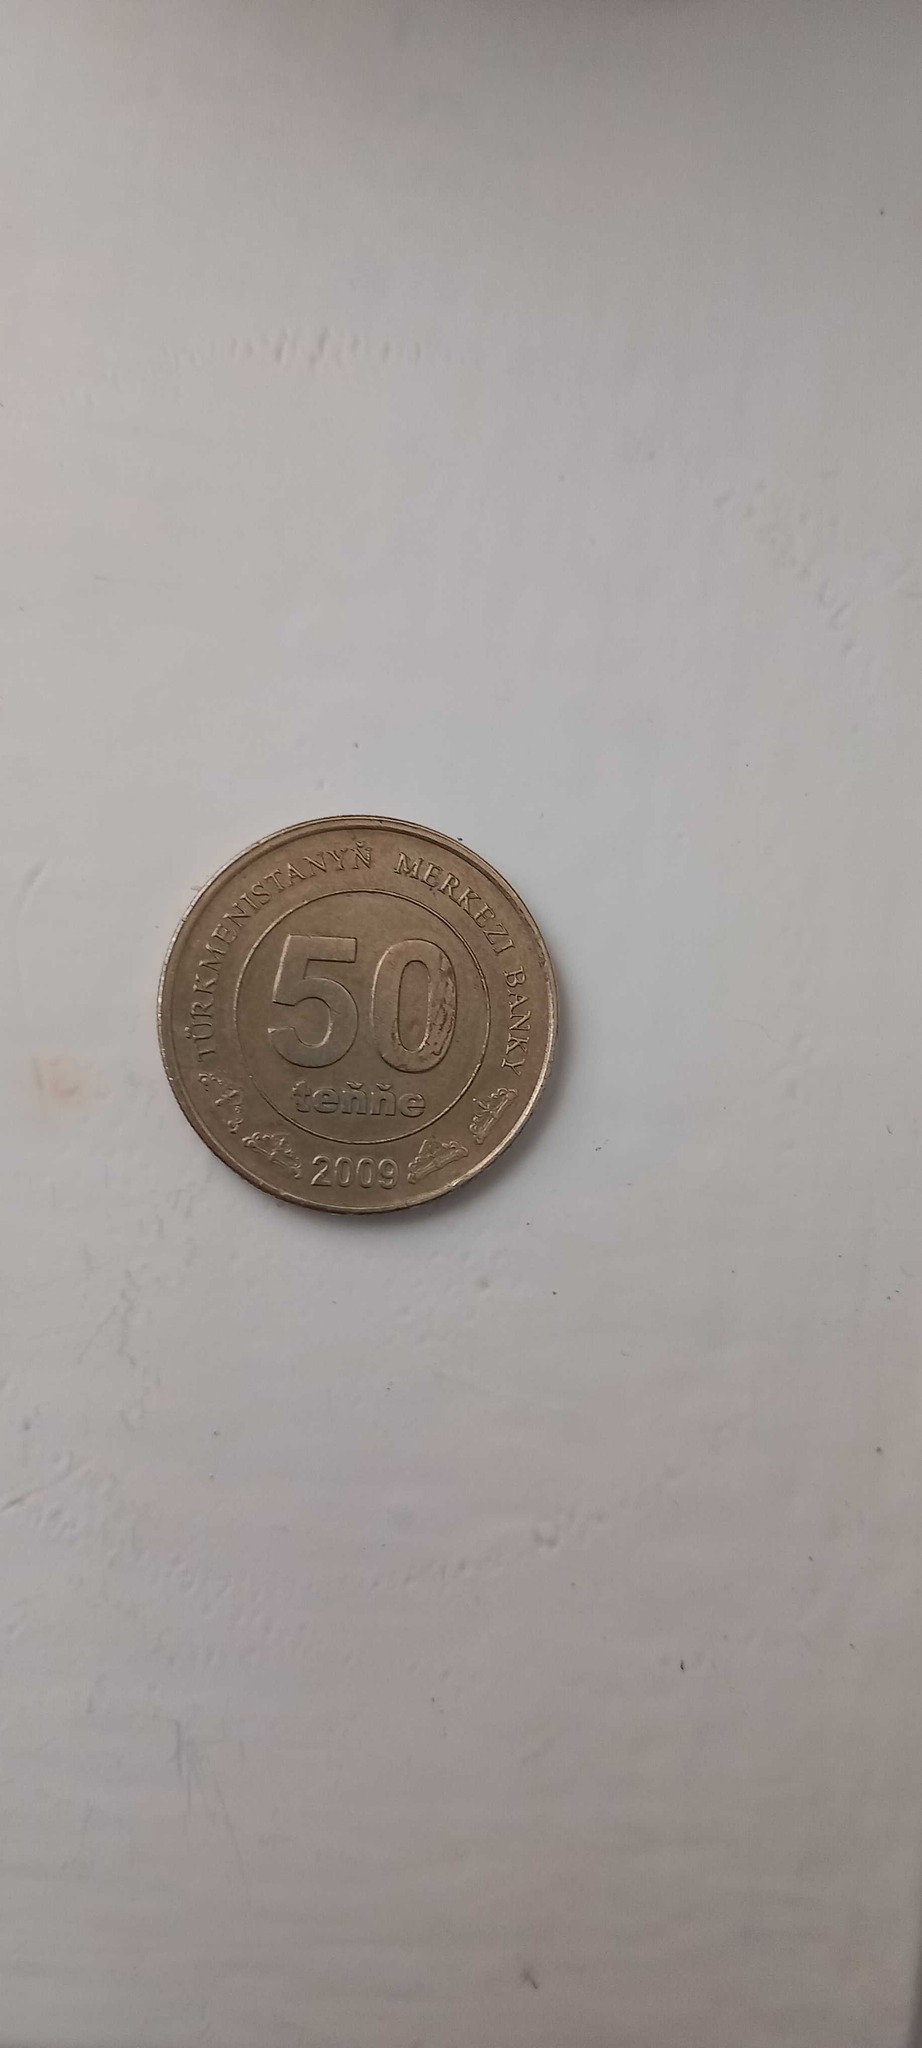 TÜRKMENISTANYŇ MERKEZI BANKY
50
teňňe
2009